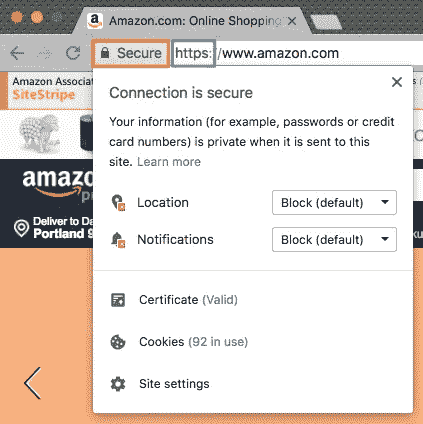 Amazon.com: Online Shopping
Secure https://www.amazon.com
Amazon Associat
SiteStripe
Connection is secure
Your information (for example, passwords or credit
card numbers) is private when it is sent to this
site. Learn more
amazon
Location Block (default)
Deliver to Da
Portland 9
Notifications Block (default)
Certificate (Valid)
Cookies (92 in use)
Site settings